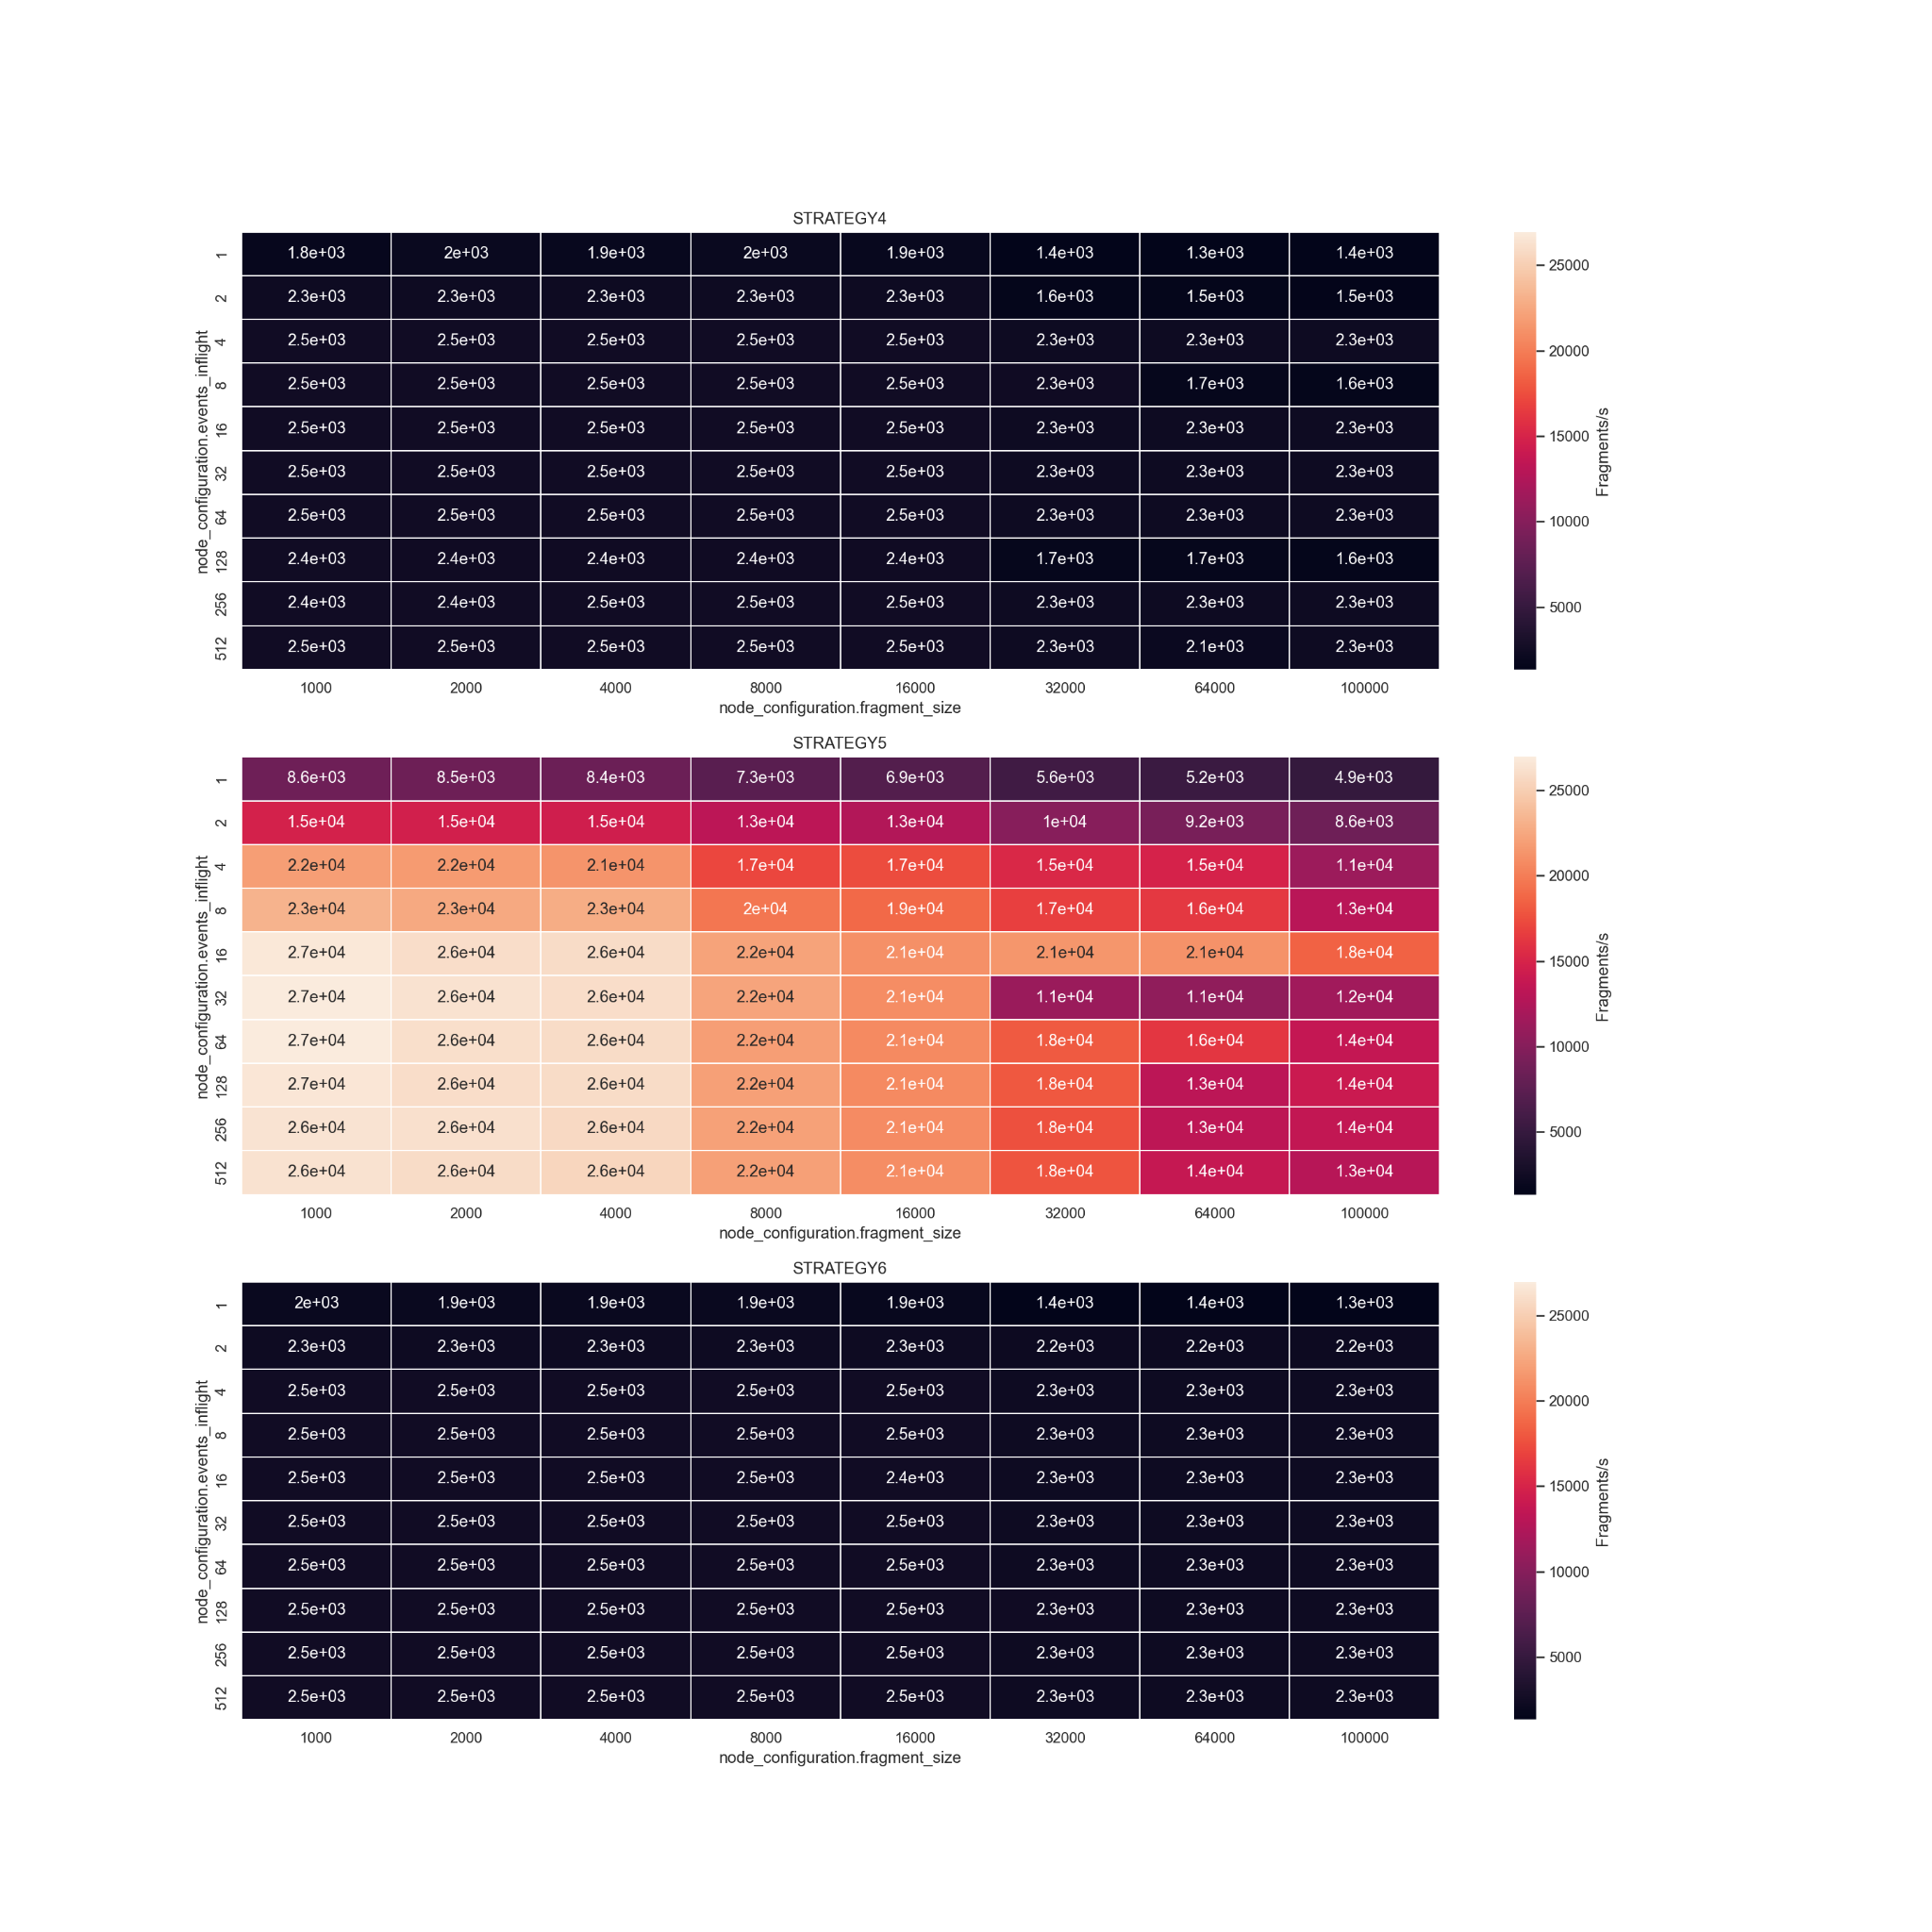 STRATEGY4
node_configuration.events_inflight
1 1.8e+03 2e+03 1.9e+03 2e+03 1.9e+03 1.4e+03 1.3e+03 1.4e+03
2 2.3e+03 2.3e+03 2.3e+03 2.3e+03 2.3e+03 1.6e+03 1.5e+03 1.5e+03
4 2.5e+03 2.5e+03 2.5e+03 2.5e+03 2.5e+03 2.3e+03 2.3e+03 2.3e+03
8 2.5e+03 2.5e+03 2.5e+03 2.5e+03 2.5e+03 2.3e+03 1.7e+03 1.6e+03
16 2.5e+03 2.5e+03 2.5e+03 2.5e+03 2.5e+03 2.3e+03 2.3e+03 2.3e+03
32 2.5e+03 2.5e+03 2.5e+03 2.5e+03 2.5e+03 2.3e+03 2.3e+03 2.3e+03
64 2.5e+03 2.5e+03 2.5e+03 2.5e+03 2.5e+03 2.3e+03 2.3e+03 2.3e+03
128 2.4e+03 2.4e+03 2.4e+03 2.4e+03 2.4e+03 1.7e+03 1.7e+03 1.6e+03
256 2.4e+03 2.4e+03 2.5e+03 2.5e+03 2.5e+03 2.3e+03 2.3e+03 2.3e+03
512 2.5e+03 2.5e+03 2.5e+03 2.5e+03 2.5e+03 2.3e+03 2.1e+03 2.3e+03
1000 2000 4000 8000 16000 32000 64000 100000
node_configuration.fragment_size
25000
20000
15000
10000
5000
Fragments/s
STRATEGY5
node_configuration.events_inflight
1 8.6e+03 8.5e+03 8.4e+03 7.3e+03 6.9e+03 5.6e+03 5.2e+03 4.9e+03
2 1.5e+04 1.5e+04 1.5e+04 1.3e+04 1.3e+04 1e+04 9.2e+03 8.6e+03
4 2.2e+04 2.2e+04 2.1e+04 1.7e+04 1.7e+04 1.5e+04 1.5e+04 1.1e+04
8 2.3e+04 2.3e+04 2.3e+04 2e+04 1.9e+04 1.7e+04 1.6e+04 1.3e+04
16 2.7e+04 2.6e+04 2.6e+04 2.2e+04 2.1e+04 2.1e+04 2.1e+04 1.8e+04
32 2.7e+04 2.6e+04 2.6e+04 2.2e+04 2.1e+04 1.1e+04 1.1e+04 1.2e+04
64 2.7e+04 2.6e+04 2.6e+04 2.2e+04 2.1e+04 1.8e+04 1.6e+04 1.4e+04
128 2.7e+04 2.6e+04 2.6e+04 2.2e+04 2.1e+04 1.8e+04 1.3e+04 1.4e+04
256 2.6e+04 2.6e+04 2.6e+04 2.2e+04 2.1e+04 1.8e+04 1.3e+04 1.4e+04
512 2.6e+04 2.6e+04 2.6e+04 2.2e+04 2.1e+04 1.8e+04 1.4e+04 1.3e+04
1000 2000 4000 8000 16000 32000 64000 100000
node_configuration.fragment_size
25000
20000
15000
10000
5000
Fragments/s
STRATEGY6
node_configuration.events_inflight
1 2e+03 1.9e+03 1.9e+03 1.9e+03 1.9e+03 1.4e+03 1.4e+03 1.3e+03
2 2.3e+03 2.3e+03 2.3e+03 2.3e+03 2.3e+03 2.2e+03 2.2e+03 2.2e+03
4 2.5e+03 2.5e+03 2.5e+03 2.5e+03 2.5e+03 2.3e+03 2.3e+03 2.3e+03
8 2.5e+03 2.5e+03 2.5e+03 2.5e+03 2.5e+03 2.3e+03 2.3e+03 2.3e+03
16 2.5e+03 2.5e+03 2.5e+03 2.5e+03 2.4e+03 2.3e+03 2.3e+03 2.3e+03
32 2.5e+03 2.5e+03 2.5e+03 2.5e+03 2.5e+03 2.3e+03 2.3e+03 2.3e+03
64 2.5e+03 2.5e+03 2.5e+03 2.5e+03 2.5e+03 2.3e+03 2.3e+03 2.3e+03
128 2.5e+03 2.5e+03 2.5e+03 2.5e+03 2.5e+03 2.3e+03 2.3e+03 2.3e+03
256 2.5e+03 2.5e+03 2.5e+03 2.5e+03 2.5e+03 2.3e+03 2.3e+03 2.3e+03
512 2.5e+03 2.5e+03 2.5e+03 2.5e+03 2.5e+03 2.3e+03 2.3e+03 2.3e+03
1000 2000 4000 8000 16000 32000 64000 100000
node_configuration.fragment_size
25000
20000
15000
10000
5000
Fragments/s